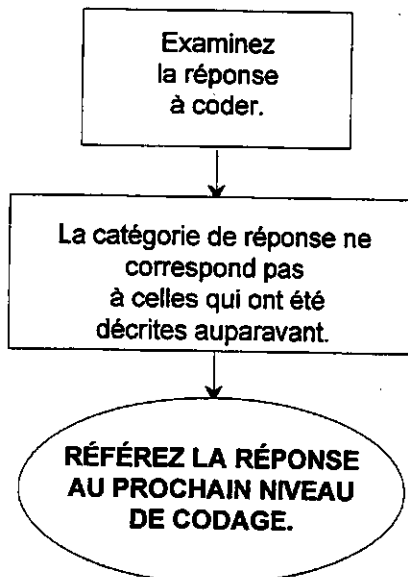 Examinez
la réponse
à coder.
La catégorie de réponse ne
correspond pas
à celles qui ont été
décrites auparavant.
RÉFÉREZ LA RÉPONSE
AU PROCHAIN NIVEAU
DE CODAGE.